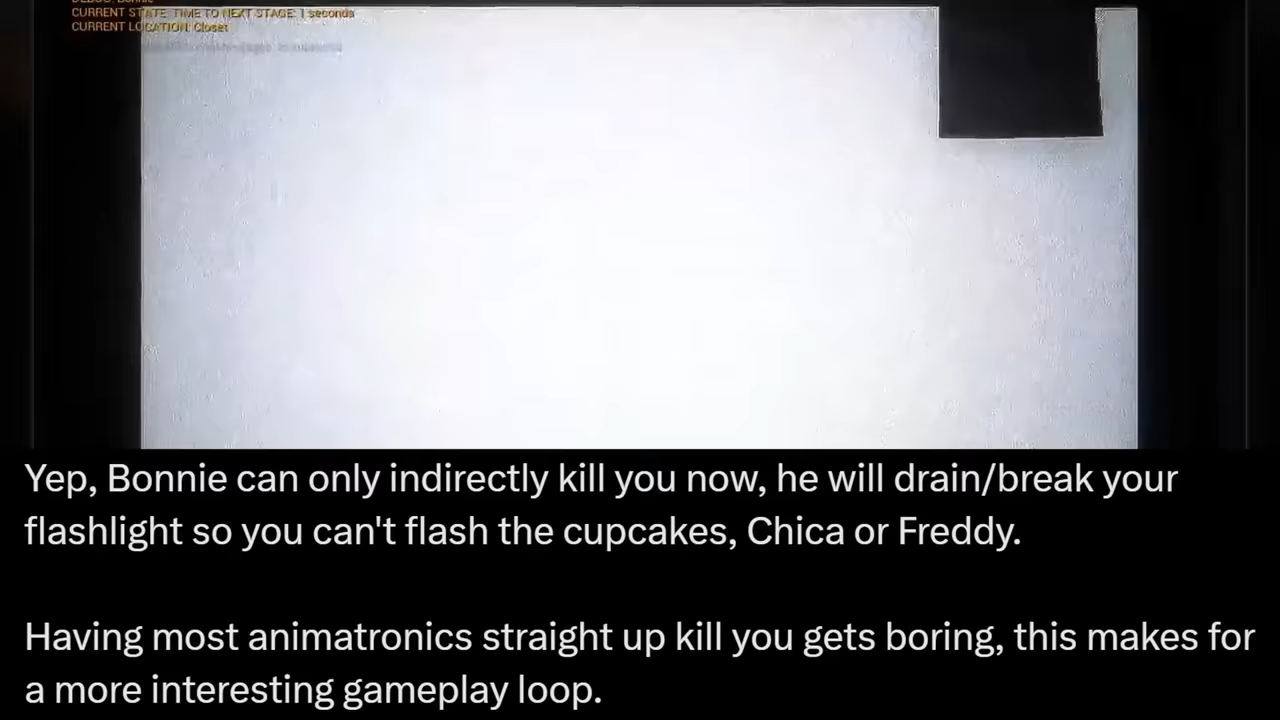 DEBUG: Bonnie
CURRENT STATE: TIME TO NEXT STAGE: 1 seconds
CURRENT LOCATION: Closet
Yep, Bonnie can only indirectly kill you now, he will drain/break your
flashlight so you can't flash the cupcakes, Chica or Freddy.
Having most animatronics straight up kill you gets boring, this makes for
a more interesting gameplay loop.